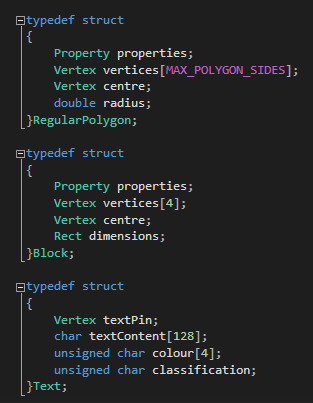 typedef struct
{
    Property properties;
    Vertex vertices[MAX_POLYGON_SIDES];
    Vertex centre;
    double radius;
}RegularPolygon;

typedef struct
{
    Property properties;
    Vertex vertices[4];
    Vertex centre;
    Rect dimensions;
}Block;

typedef struct
{
    Vertex textPin;
    char textContent[128];
    unsigned char colour[4];
    unsigned char classification;
}Text;